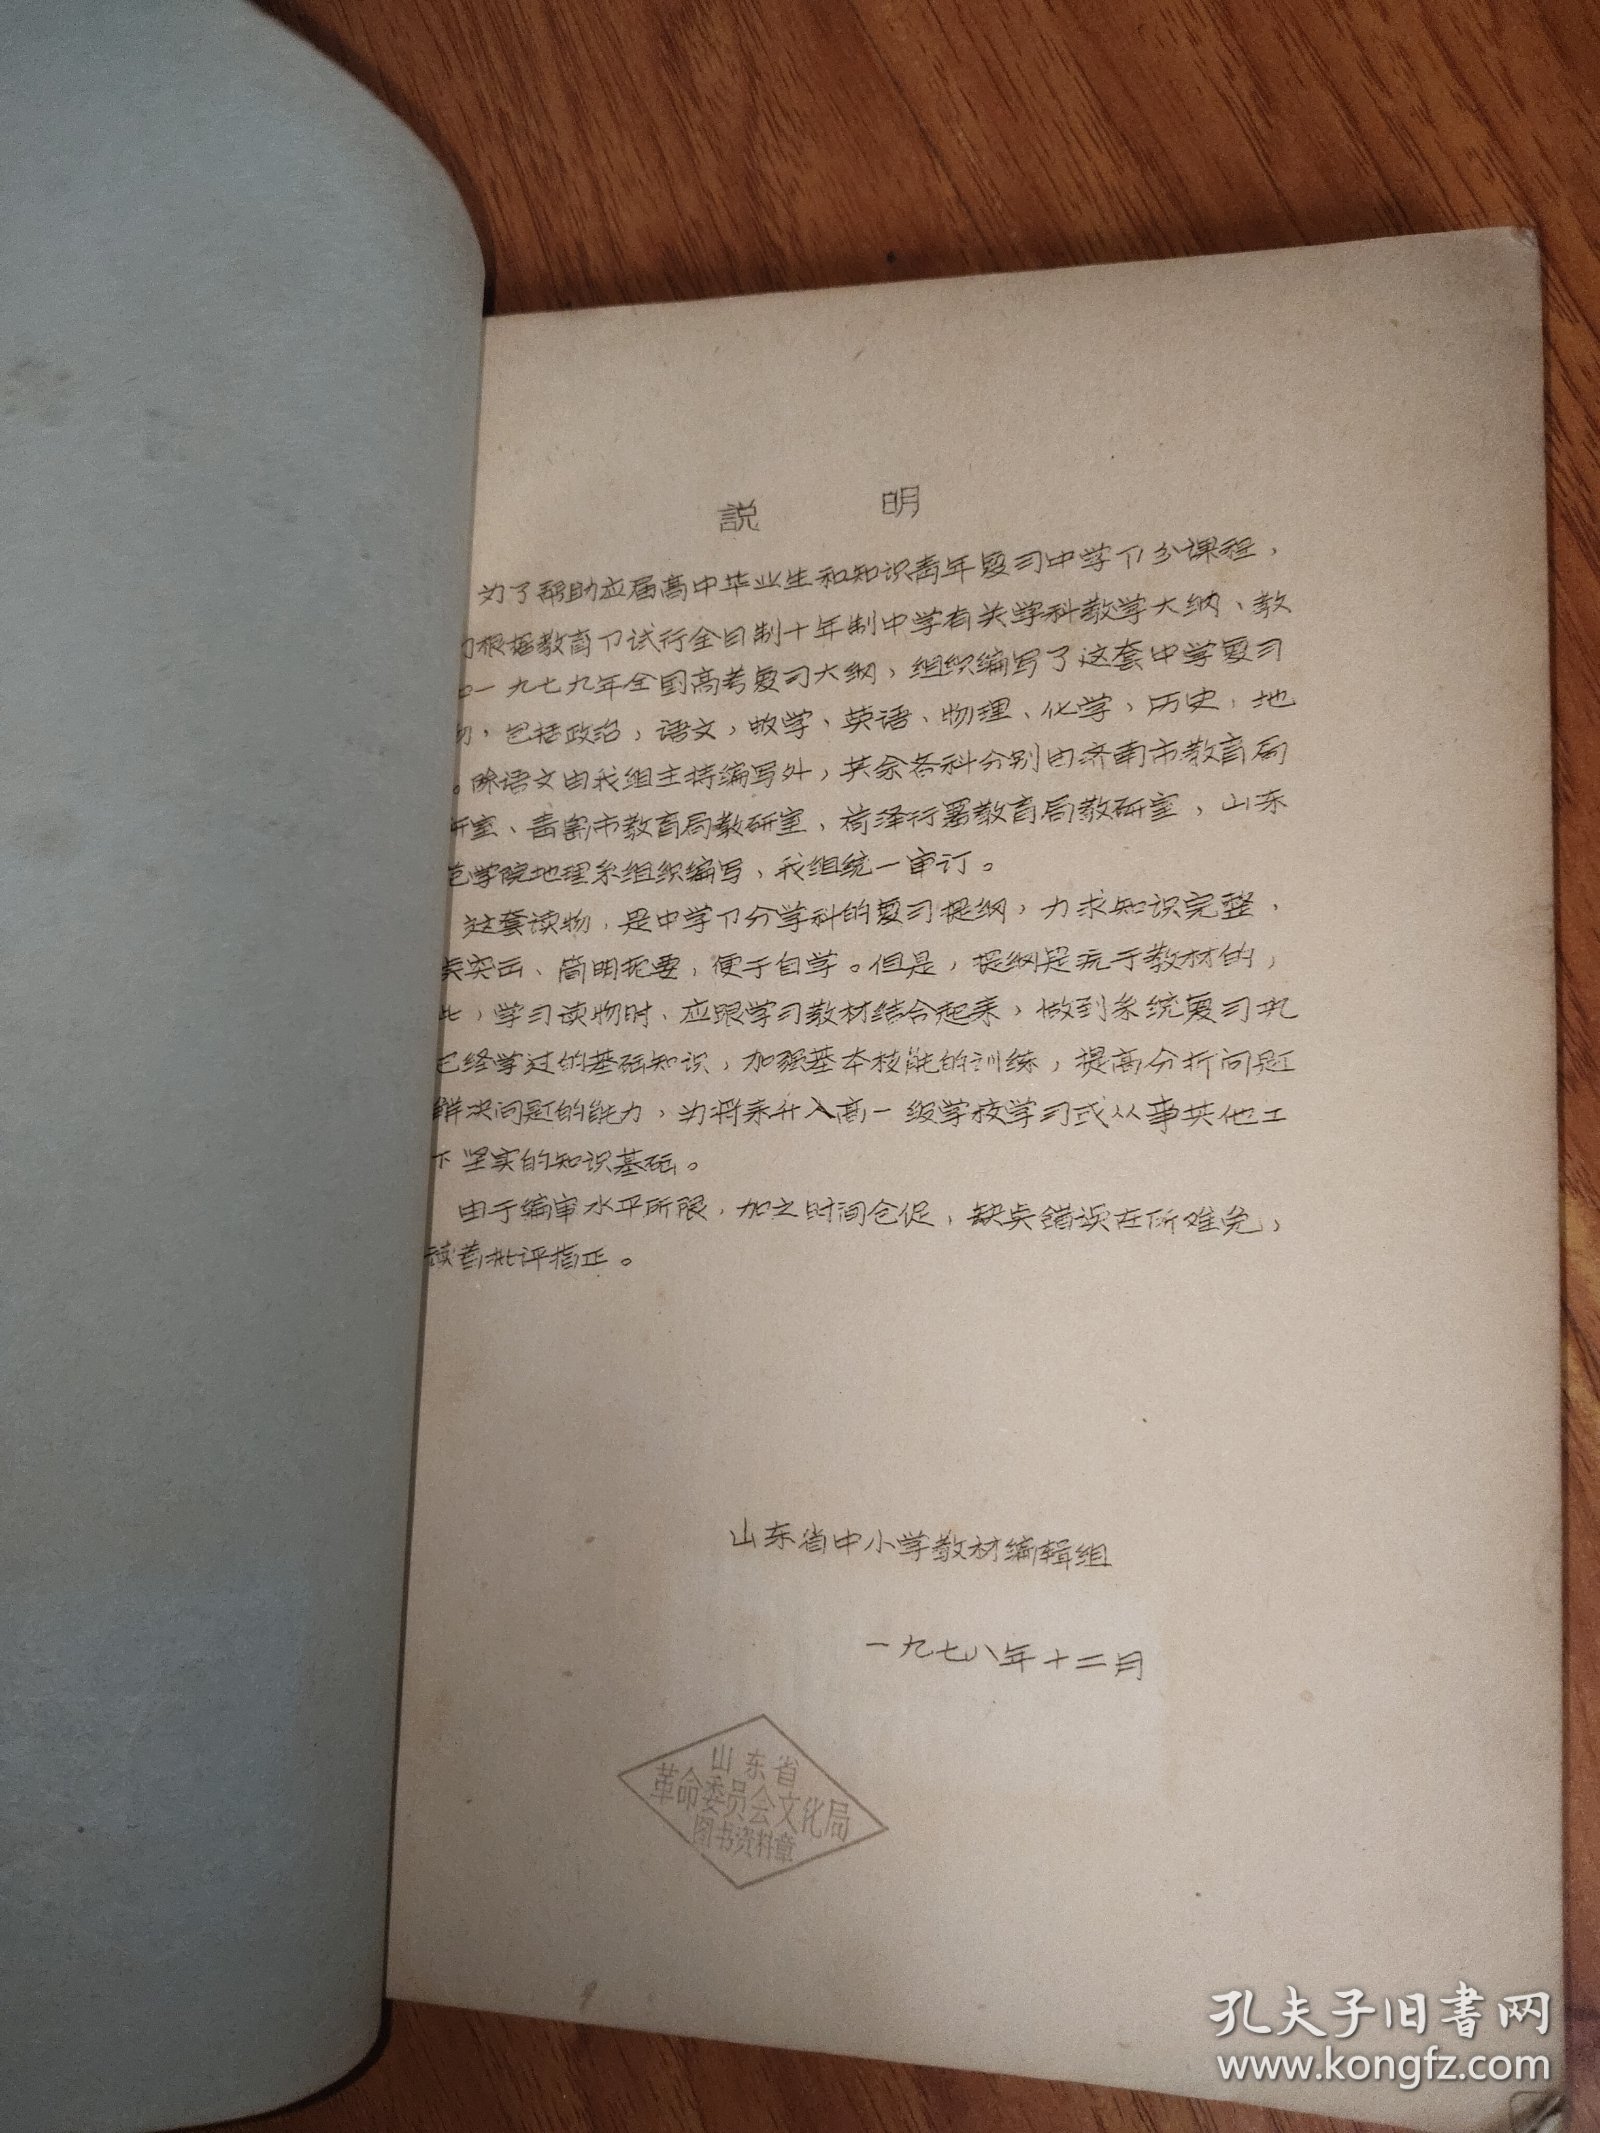 説 明
为了帮助应届高中毕业生和知识青年复习中学卩分课程，
们根据教育卩试行全日制十年制中学有关学科教学大纲、教
和一九七九年全国高考复习大纲，组织编写了这套中学复习
物，包括政治，语文，数学、英语、物理、化学、历史，地
。除语文由我组主持编写外，其余各科分别由济南市教育局
研室、青岛市教育局教研室、菏泽行署教育局教研室，山东
范学院地理系组织编写、我组统一审订。
这套读物，是中学卩分学科的复习提纲，力求知识完整、
点突出、简明扼要，便于自学。但是，提纲是源于教材的，
此，学习读物时、应跟学习教材结合起来，做到系统复习巩
已经学过的基础知识，加强基本技能的训练，提高分析问题
解决问题的能力，为将来升入高一级学校学习或从事其他工
下坚实的知识基础。
由于编审水平所限，加之时间仓促，缺点错误在所难免，
读者批评指正。
山东省中小学教材编辑组
一九七八年十二月
山东省
革命委员会文化局
图书资料章
孔夫子旧书网
www.kongfz.com